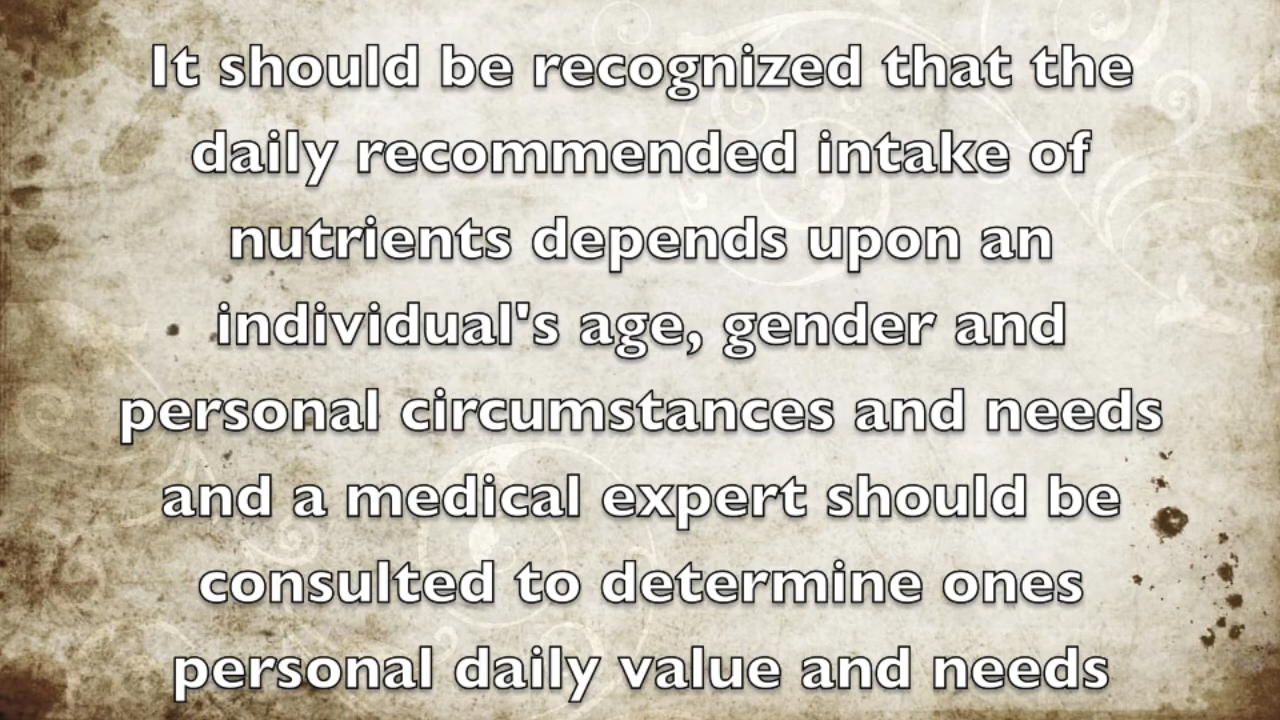 It should be recognized that the
daily recommended intake of
nutrients depends upon an
individual's age, gender and
personal circumstances and needs
and a medical expert should be
consulted to determine ones
personal daily value and needs